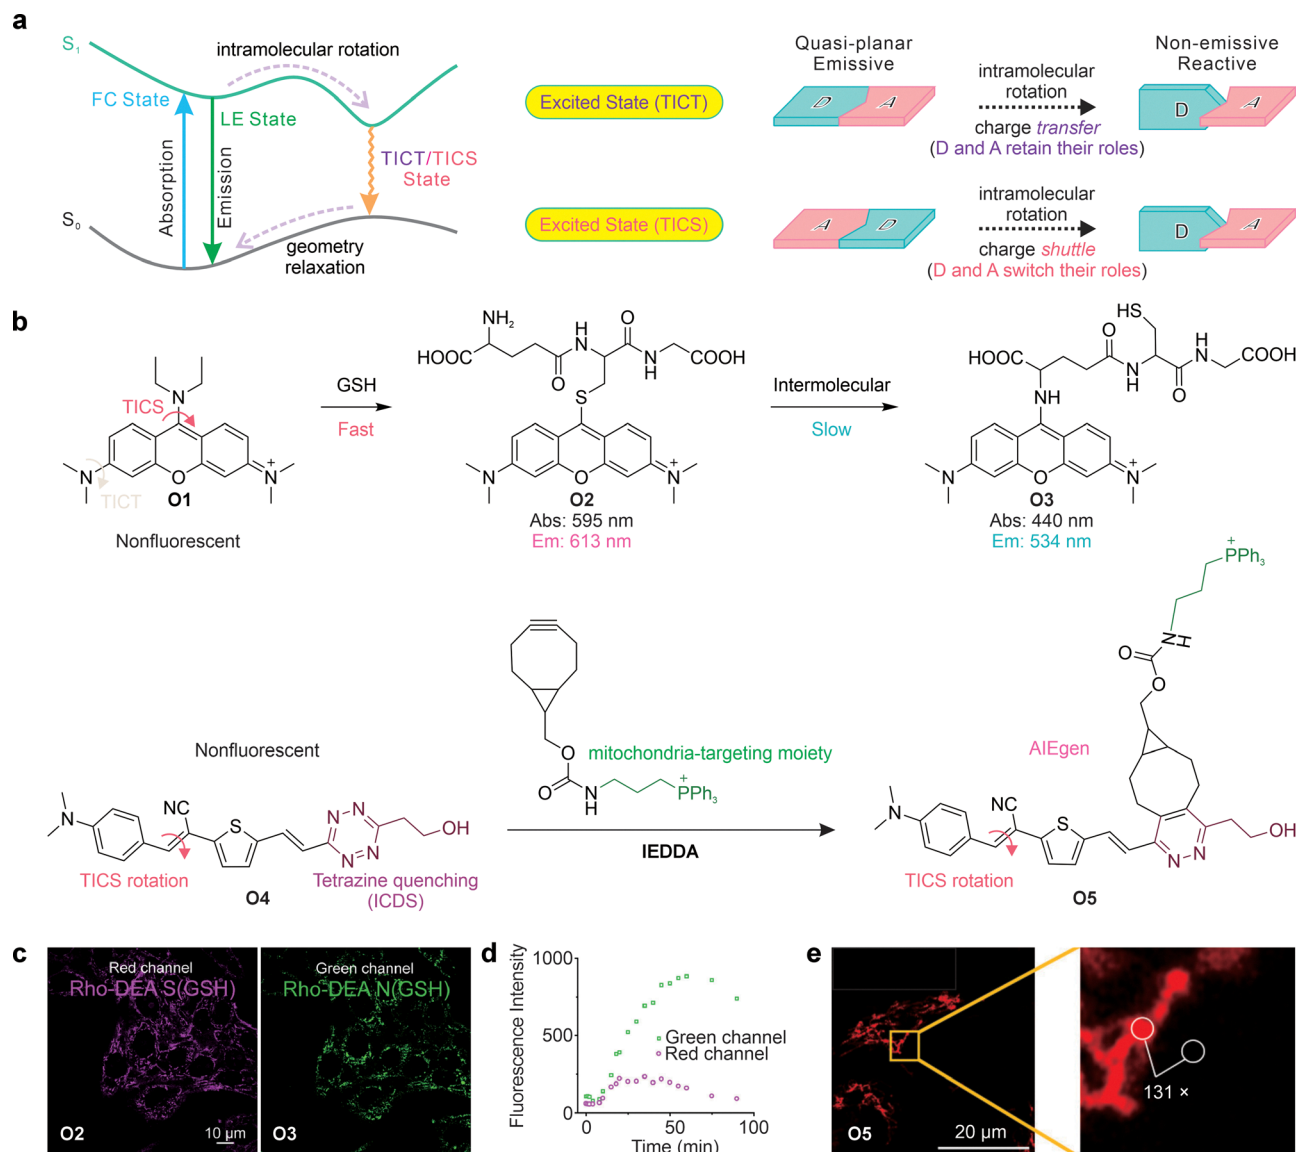 a
S1
intramolecular rotation
FC State
LE State
Absorption
Emission
TICT/TICS
State
S0
geometry
relaxation
Excited State (TICT)
Quasi-planar
Emissive
D A
intramolecular
rotation
charge transfer
(D and A retain their roles)
Non-emissive
Reactive
D A
Excited State (TICS)
A D
intramolecular
rotation
charge shuttle
(D and A switch their roles)
D A
b
N
TICS
N
O
N+
TICT
O1
Nonfluorescent
GSH
Fast
NH2
HOOC
O
H
N
O
N
H
COOH
S
N
O
N+
O2
Abs: 595 nm
Em: 613 nm
Intermolecular
Slow
HS
HOOC
O
N
H
O
H
N
COOH
NH
N
O
N+
O3
Abs: 440 nm
Em: 534 nm
Nonfluorescent
N
NC
S
N N
N N
OH
TICS rotation
O4
Tetrazine quenching
(ICDS)
O
O
N
H
mitochondria-targeting moiety
+
PPh3
IEDDA
+
PPh3
N
H
O
O
AIEgen
N
NC
S
N N
OH
TICS rotation
O5
c
Red channel
Rho-DEA S(GSH)
O2
10 µm
Green channel
Rho-DEA N(GSH)
O3
d
Fluorescence Intensity
1000
500
0
Green channel
Red channel
0 50 100
Time (min)
e
O5
20 µm
131 ×